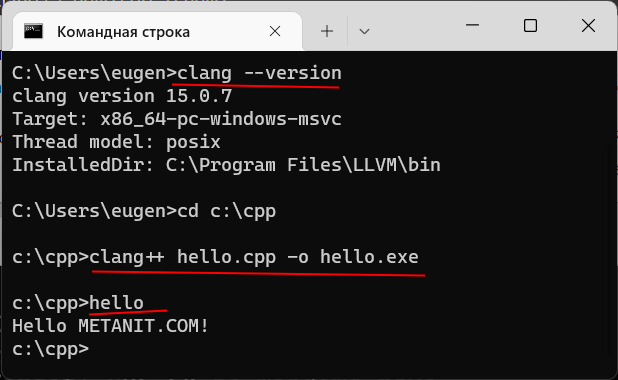 Командная строка
C:\Users\eugen>clang --version
clang version 15.0.7
Target: x86_64-pc-windows-msvc
Thread model: posix
InstalledDir: C:\Program Files\LLVM\bin
C:\Users\eugen>cd c:\cpp
c:\cpp>clang++ hello.cpp -o hello.exe
c:\cpp>hello
Hello METANIT.COM!
c:\cpp>